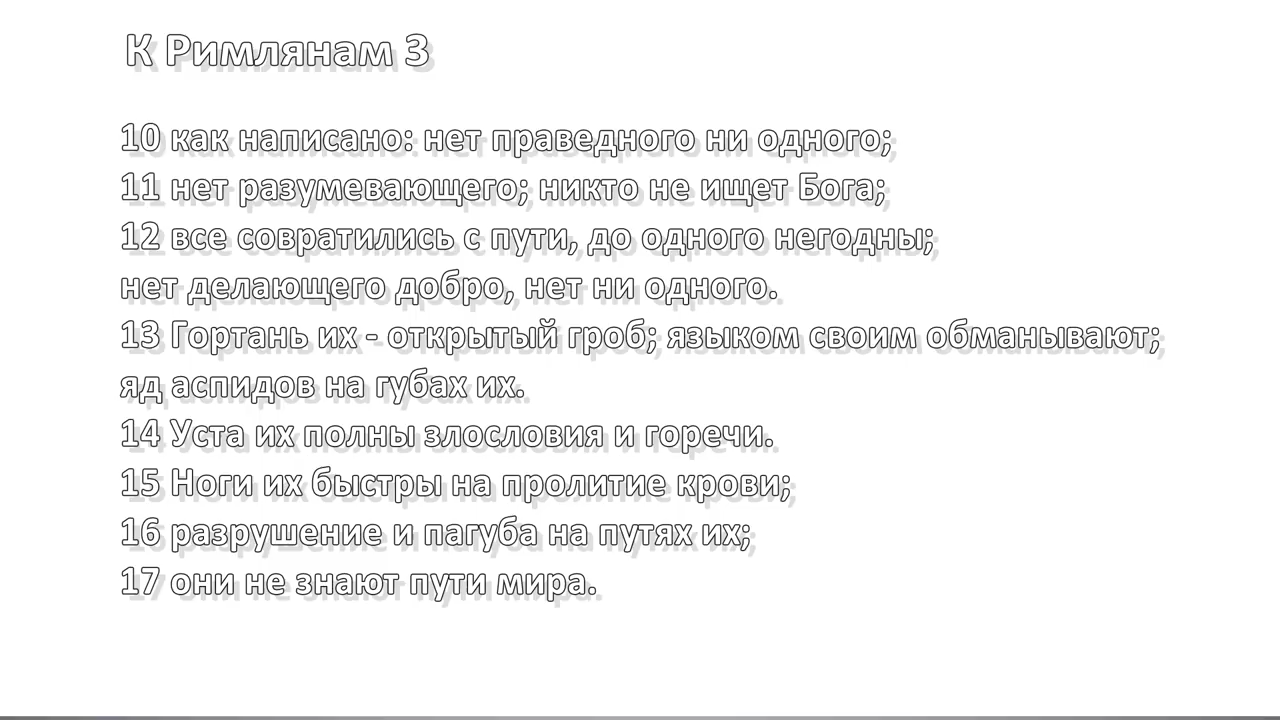 К Римлянам 3
10 как написано: нет праведного ни одного;
11 нет разумевающего; никто не ищет Бога;
12 все совратились с пути, до одного негодны;
нет делающего добро, нет ни одного.
13 Гортань их - открытый гроб; языком своим обманывают;
яд аспидов на губах их.
14 Уста их полны злословия и горечи.
15 Ноги их быстры на пролитие крови;
16 разрушение и пагуба на путях их;
17 они не знают пути мира.